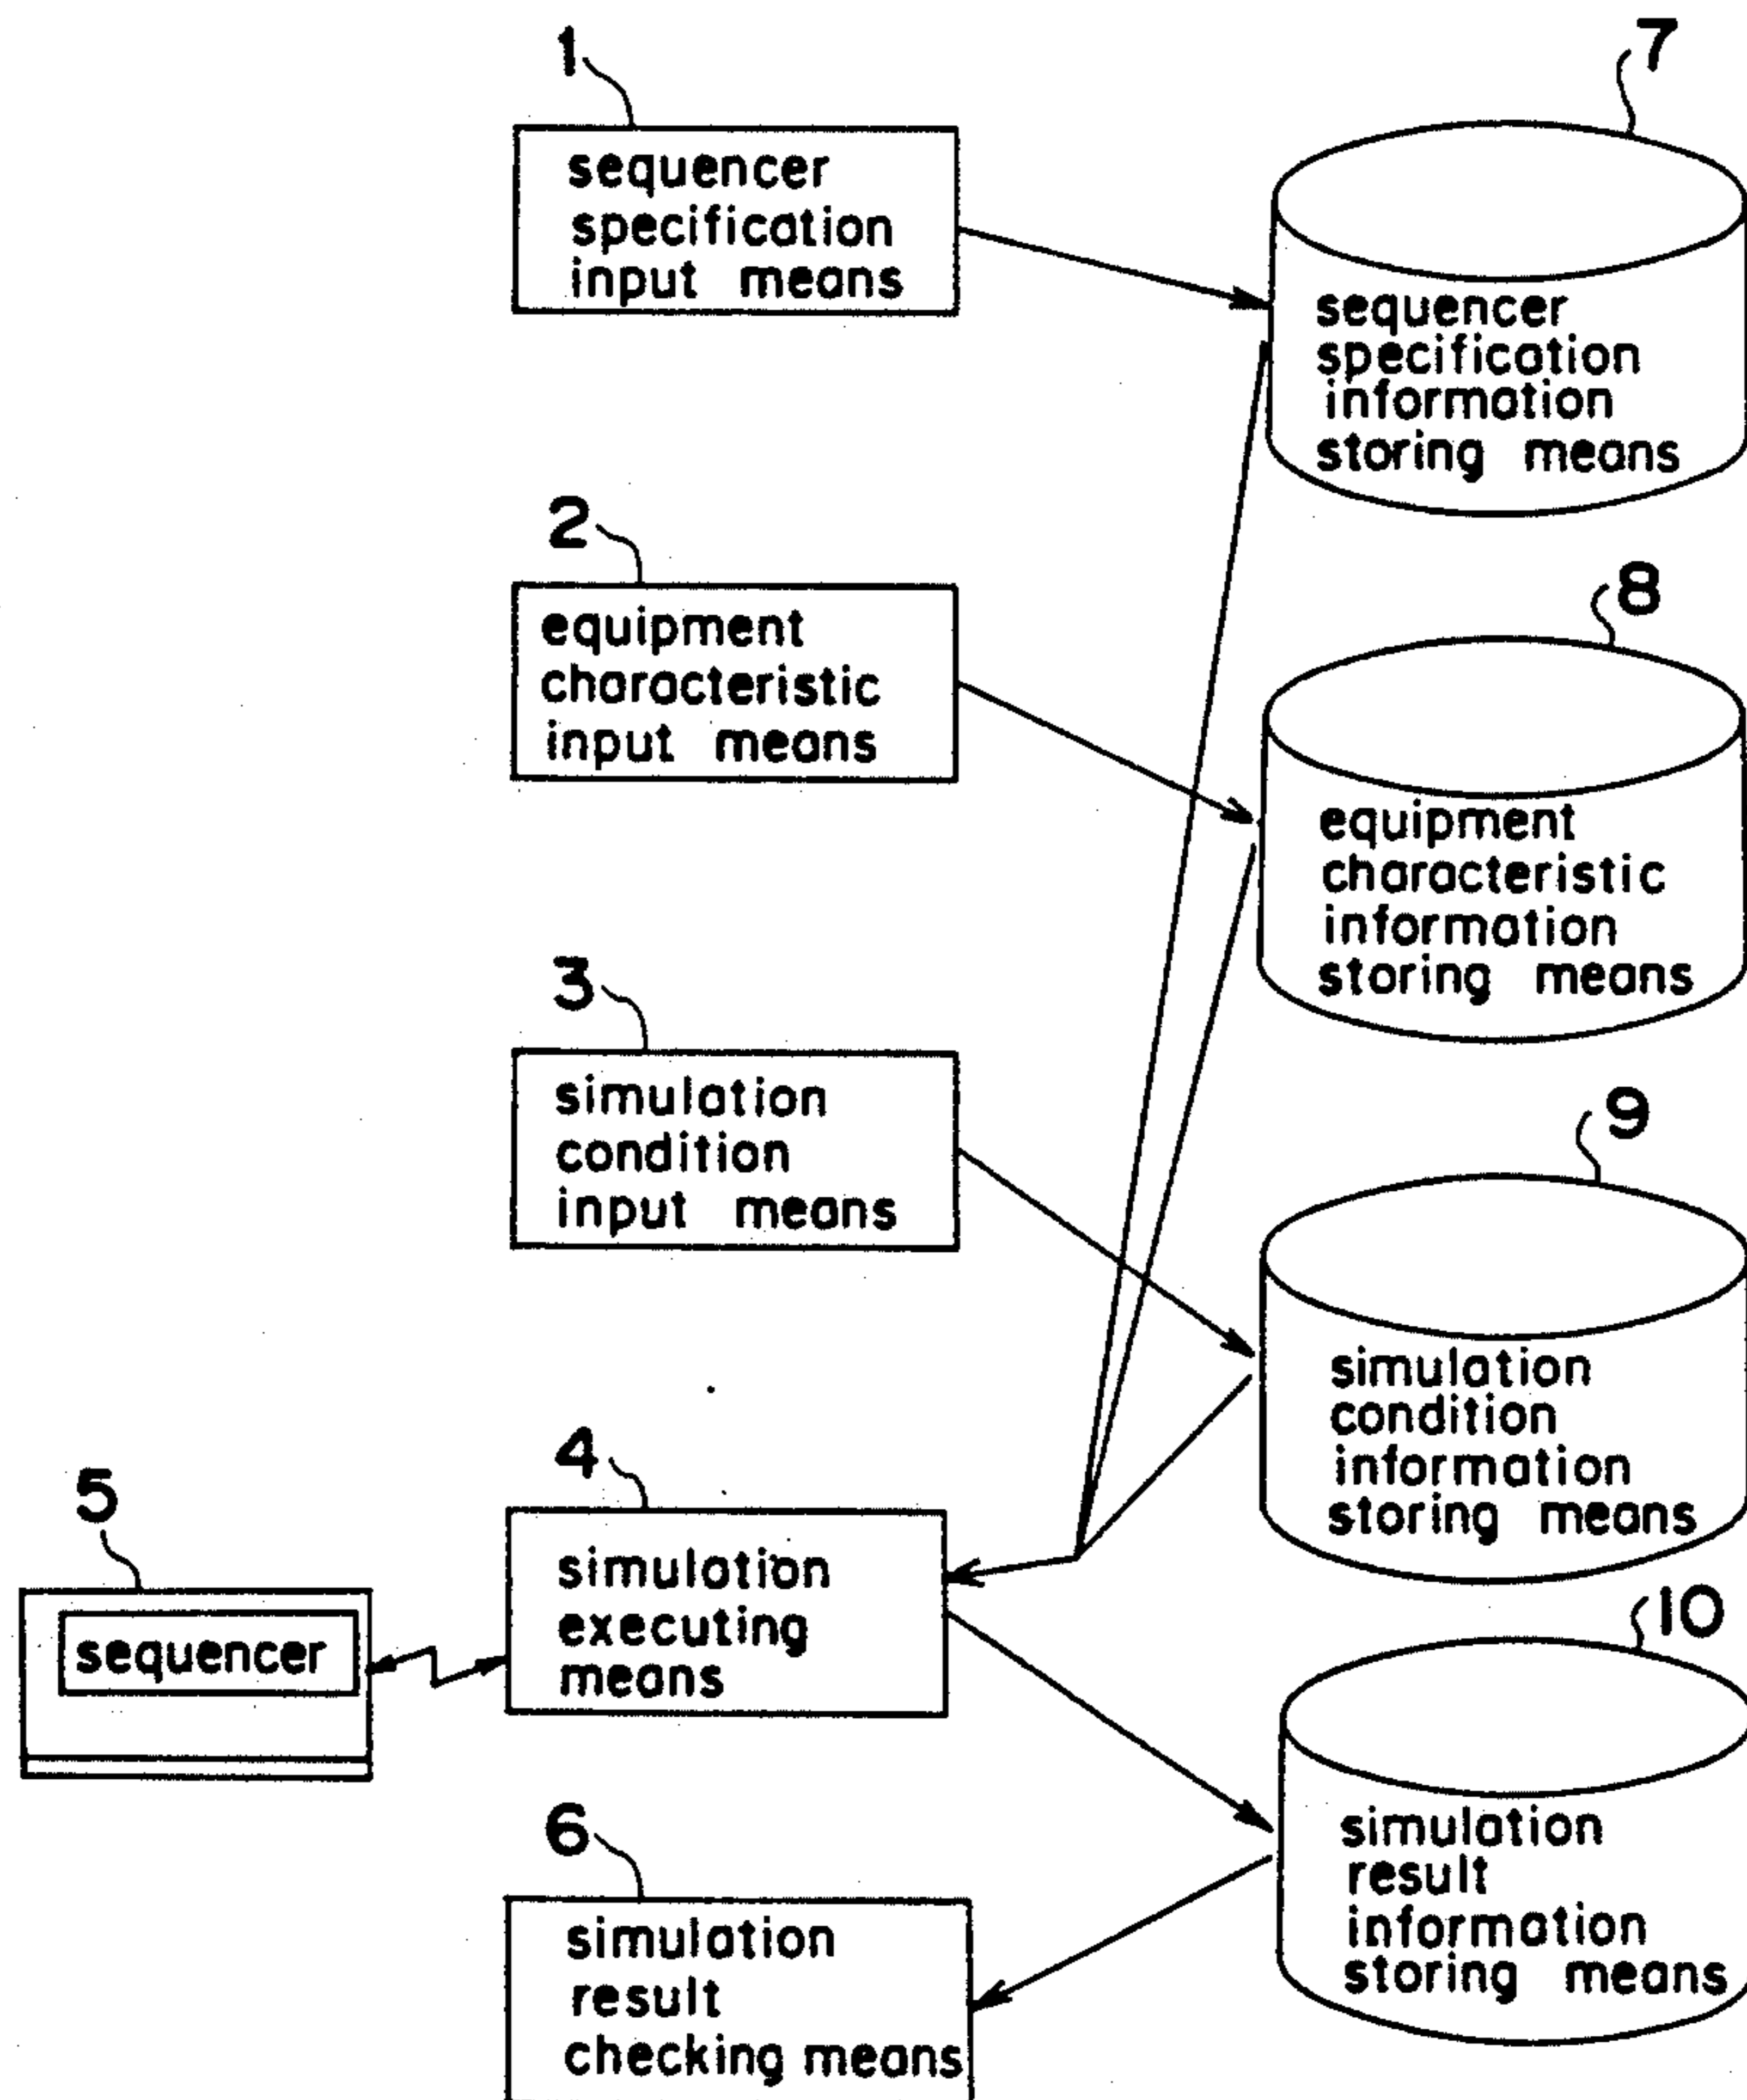 1
sequencer
specification
input means
7
sequencer
specification
information
storing means
2
equipment
characteristic
input means
8
equipment
characteristic
information
storing means
3
simulation
condition
input means
9
simulation
condition
information
storing means
4
simulation
executing
means
5
sequencer
10
simulation
result
information
storing means
6
simulation
result
checking means